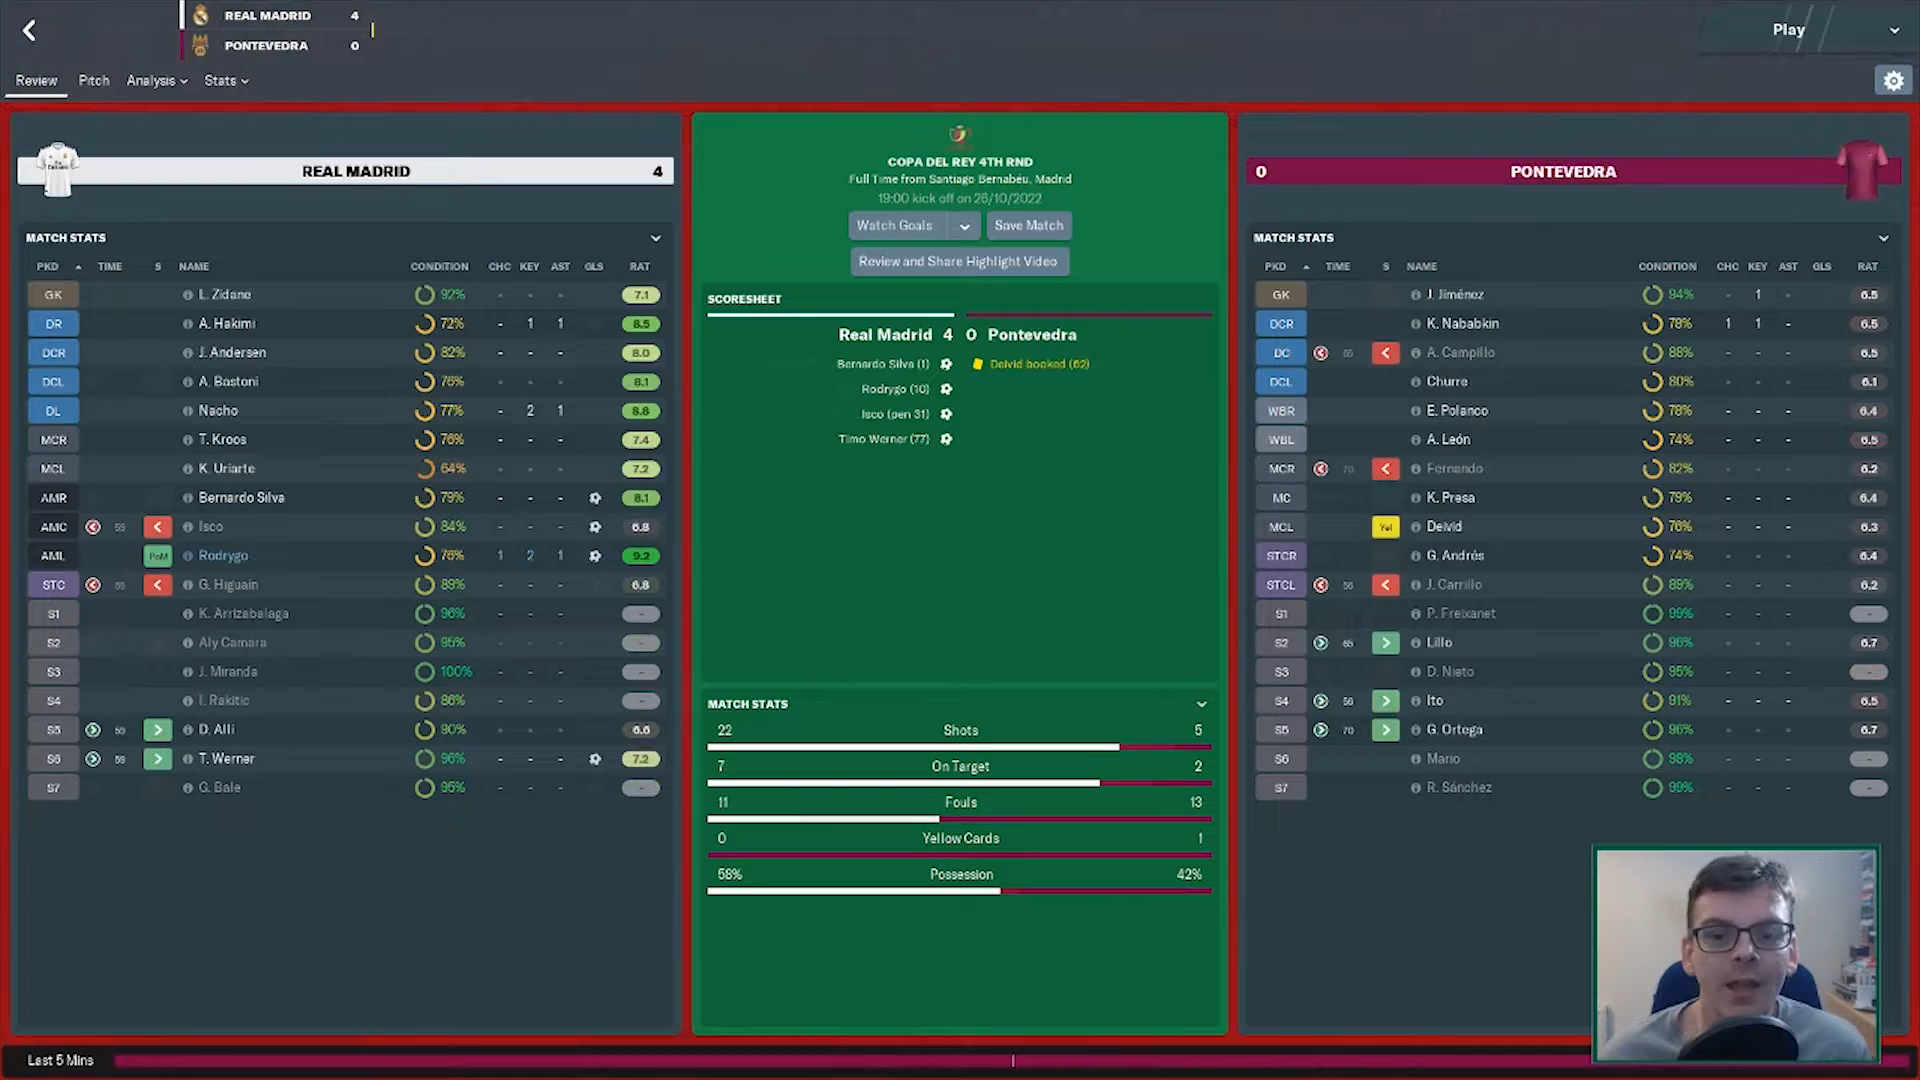 REAL MADRID 4
PONTEVEDRA 0
Play
Review Pitch Analysis Stats
REAL MADRID 4
MATCH STATS
PKD TIME S NAME CONDITION CHC KEY AST GLS RAT
GK L. Zidane 92% - - - 7.1
DR A. Hakimi 72% - 1 1 8.5
DCR J. Andersen 82% - - - 8.0
DCL A. Bastoni 76% - - - 8.1
DL Nacho 77% - 2 1 8.8
MCR T. Kroos 76% - - - 7.4
MCL K. Uriarte 64% - - - 7.2
AMR Bernardo Silva 79% - - - 8.1
AMC Isco 84% - - - 6.8
AML PoM Rodrygo 76% 1 2 1 9.2
STC G. Higuain 89% - - - 6.8
S1 K. Arrizabalaga 96% - - - -
S2 Aly Camara 95% - - - -
S3 J. Miranda 100% - - - -
S4 I. Rakitic 86% - - - -
S5 D. Alli 90% - - - 6.6
S6 T. Werner 96% - - - 7.2
S7 G. Bale 95% - - - -
COPA DEL REY 4TH RND
Full Time from Santiago Bernabéu, Madrid
19:00 kick off on 26/10/2022
Watch Goals Save Match
Review and Share Highlight Video
SCORESHEET
Real Madrid 4 0 Pontevedra
Bernardo Silva (1) Deivid booked (62)
Rodrygo (10)
Isco (pen 31)
Timo Werner (77)
MATCH STATS
22 Shots 5
7 On Target 2
11 Fouls 13
0 Yellow Cards 1
58% Possession 42%
0 PONTEVEDRA
MATCH STATS
PKD TIME S NAME CONDITION CHC KEY AST GLS RAT
GK J. Jiménez 94% - 1 - 6.5
DCR K. Nababkin 78% 1 1 - 6.5
DC 65 A. Campillo 88% - - - 6.5
DCL Churre 80% - - - 6.1
WBR E. Polanco 78% - - - 6.4
WBL A. León 74% - - - 6.5
MCR 70 Fernando 82% - - - 6.2
MC K. Presa 79% - - - 6.4
MCL Yel Deivid 76% - - - 6.3
STCR G. Andrés 74% - - - 6.4
STCL 56 J. Carrillo 89% - - - 6.2
S1 P. Freixanet 99% - - - -
S2 65 Lillo 96% - - - 6.7
S3 D. Nieto 95% - - - -
S4 56 Ito 91% - - - 6.5
S5 70 G. Ortega 96% - - - 6.7
S6 Mario 98% - - - -
S7 R. Sánchez 99% - - - -
Last 5 Mins